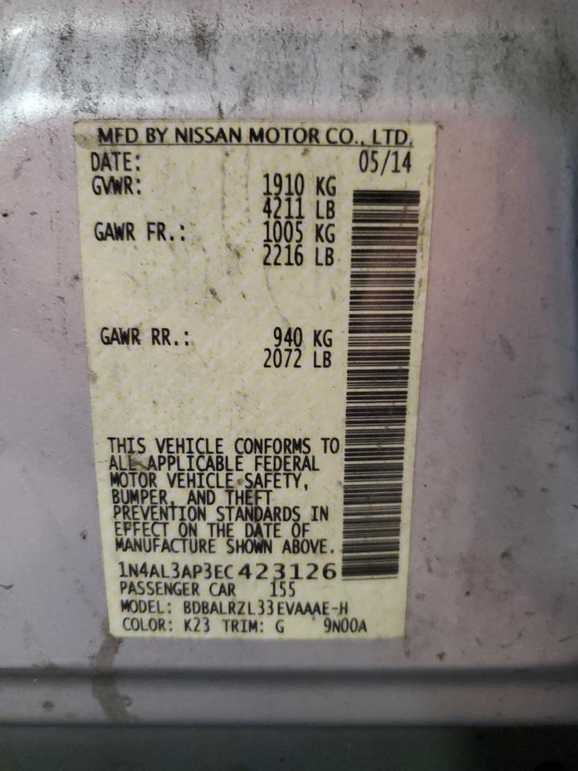 MFD BY NISSAN MOTOR CO., LTD.
DATE: 05/14
GVWR: 1910 KG
4211 LB
GAWR FR.: 1005 KG
2216 LB
GAWR RR.: 940 KG
2072 LB
THIS VEHICLE CONFORMS TO
ALL APPLICABLE FEDERAL
MOTOR VEHICLE SAFETY,
BUMPER, AND THEFT
PREVENTION STANDARDS IN
EFFECT ON THE DATE OF
MANUFACTURE SHOWN ABOVE.
1N4AL3AP3EC423126
PASSENGER CAR 155
MODEL: BDBALRZL33EVAAAE-H
COLOR: K23 TRIM: G 9N00A